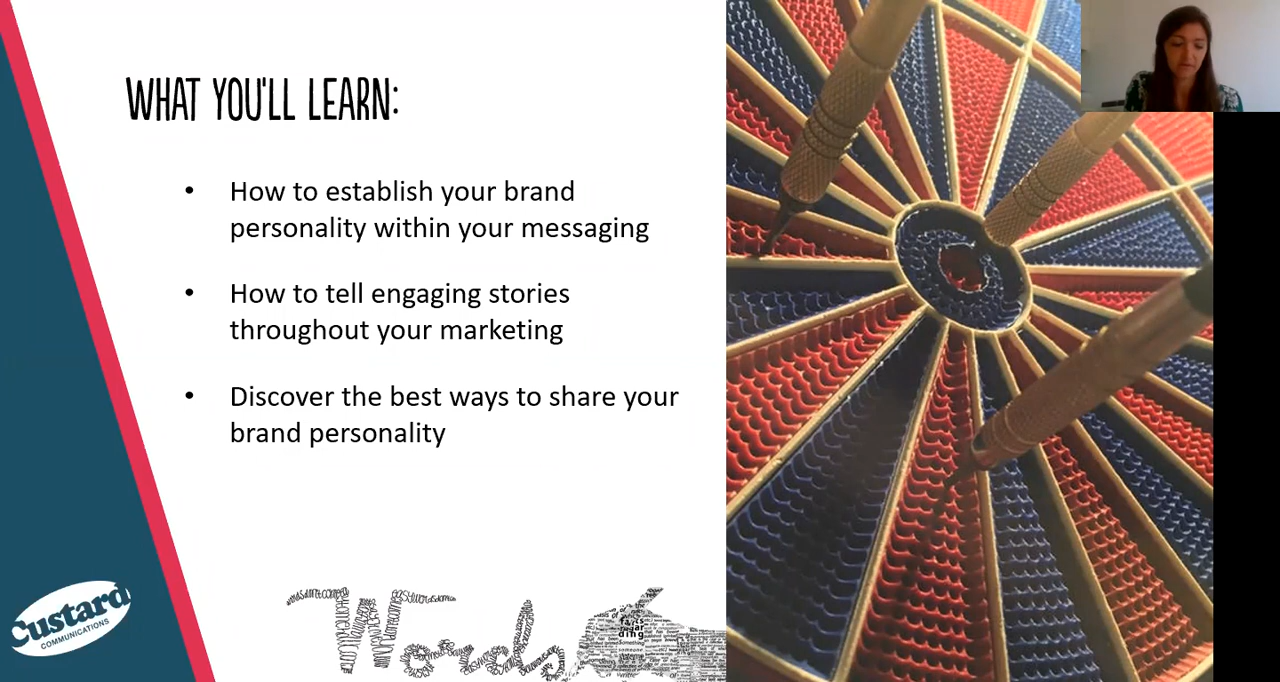 WHAT YOU'LL LEARN:
• How to establish your brand
personality within your messaging
• How to tell engaging stories
throughout your marketing
• Discover the best ways to share your
brand personality
Custard
COMMUNICATIONS